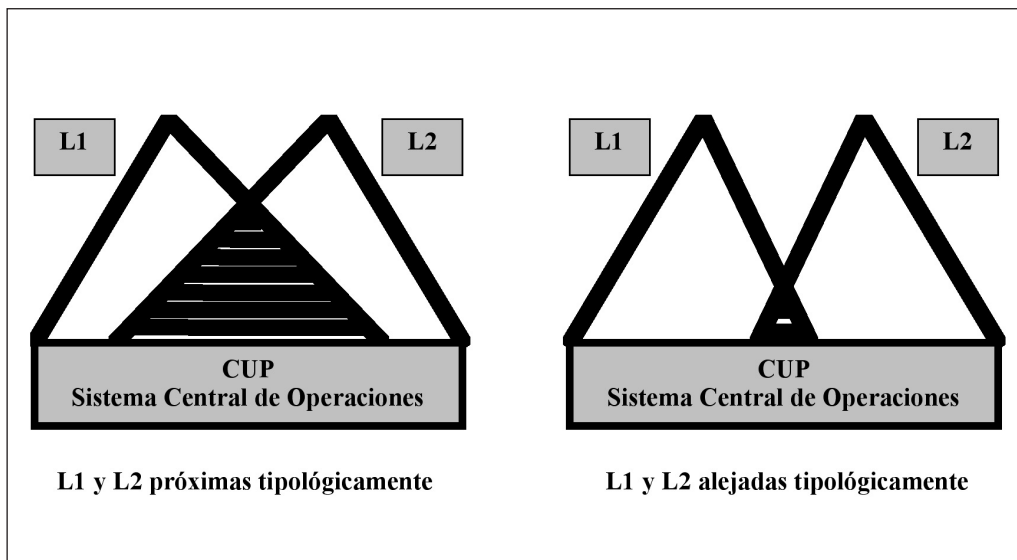 L1
L2
CUP
Sistema Central de Operaciones
L1 y L2 próximas tipológicamente
L1
L2
CUP
Sistema Central de Operaciones
L1 y L2 alejadas tipológicamente